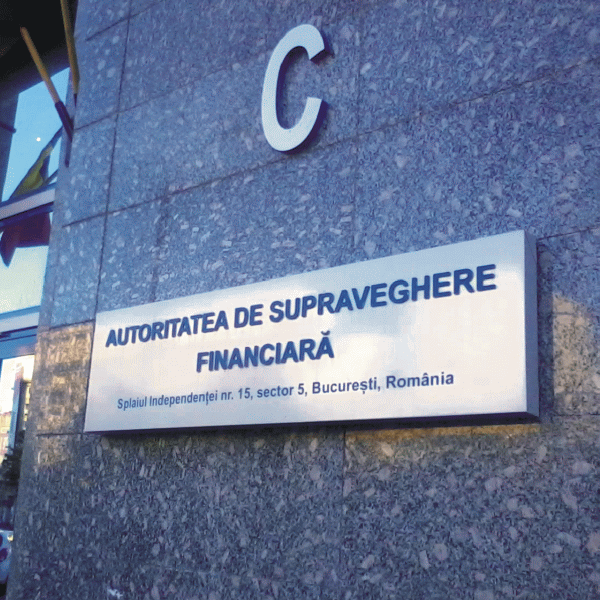 C
AUTORITATEA DE SUPRAVEGHERE
FINANCIARĂ
Splaiul Independenței nr. 15, sector 5, București, România